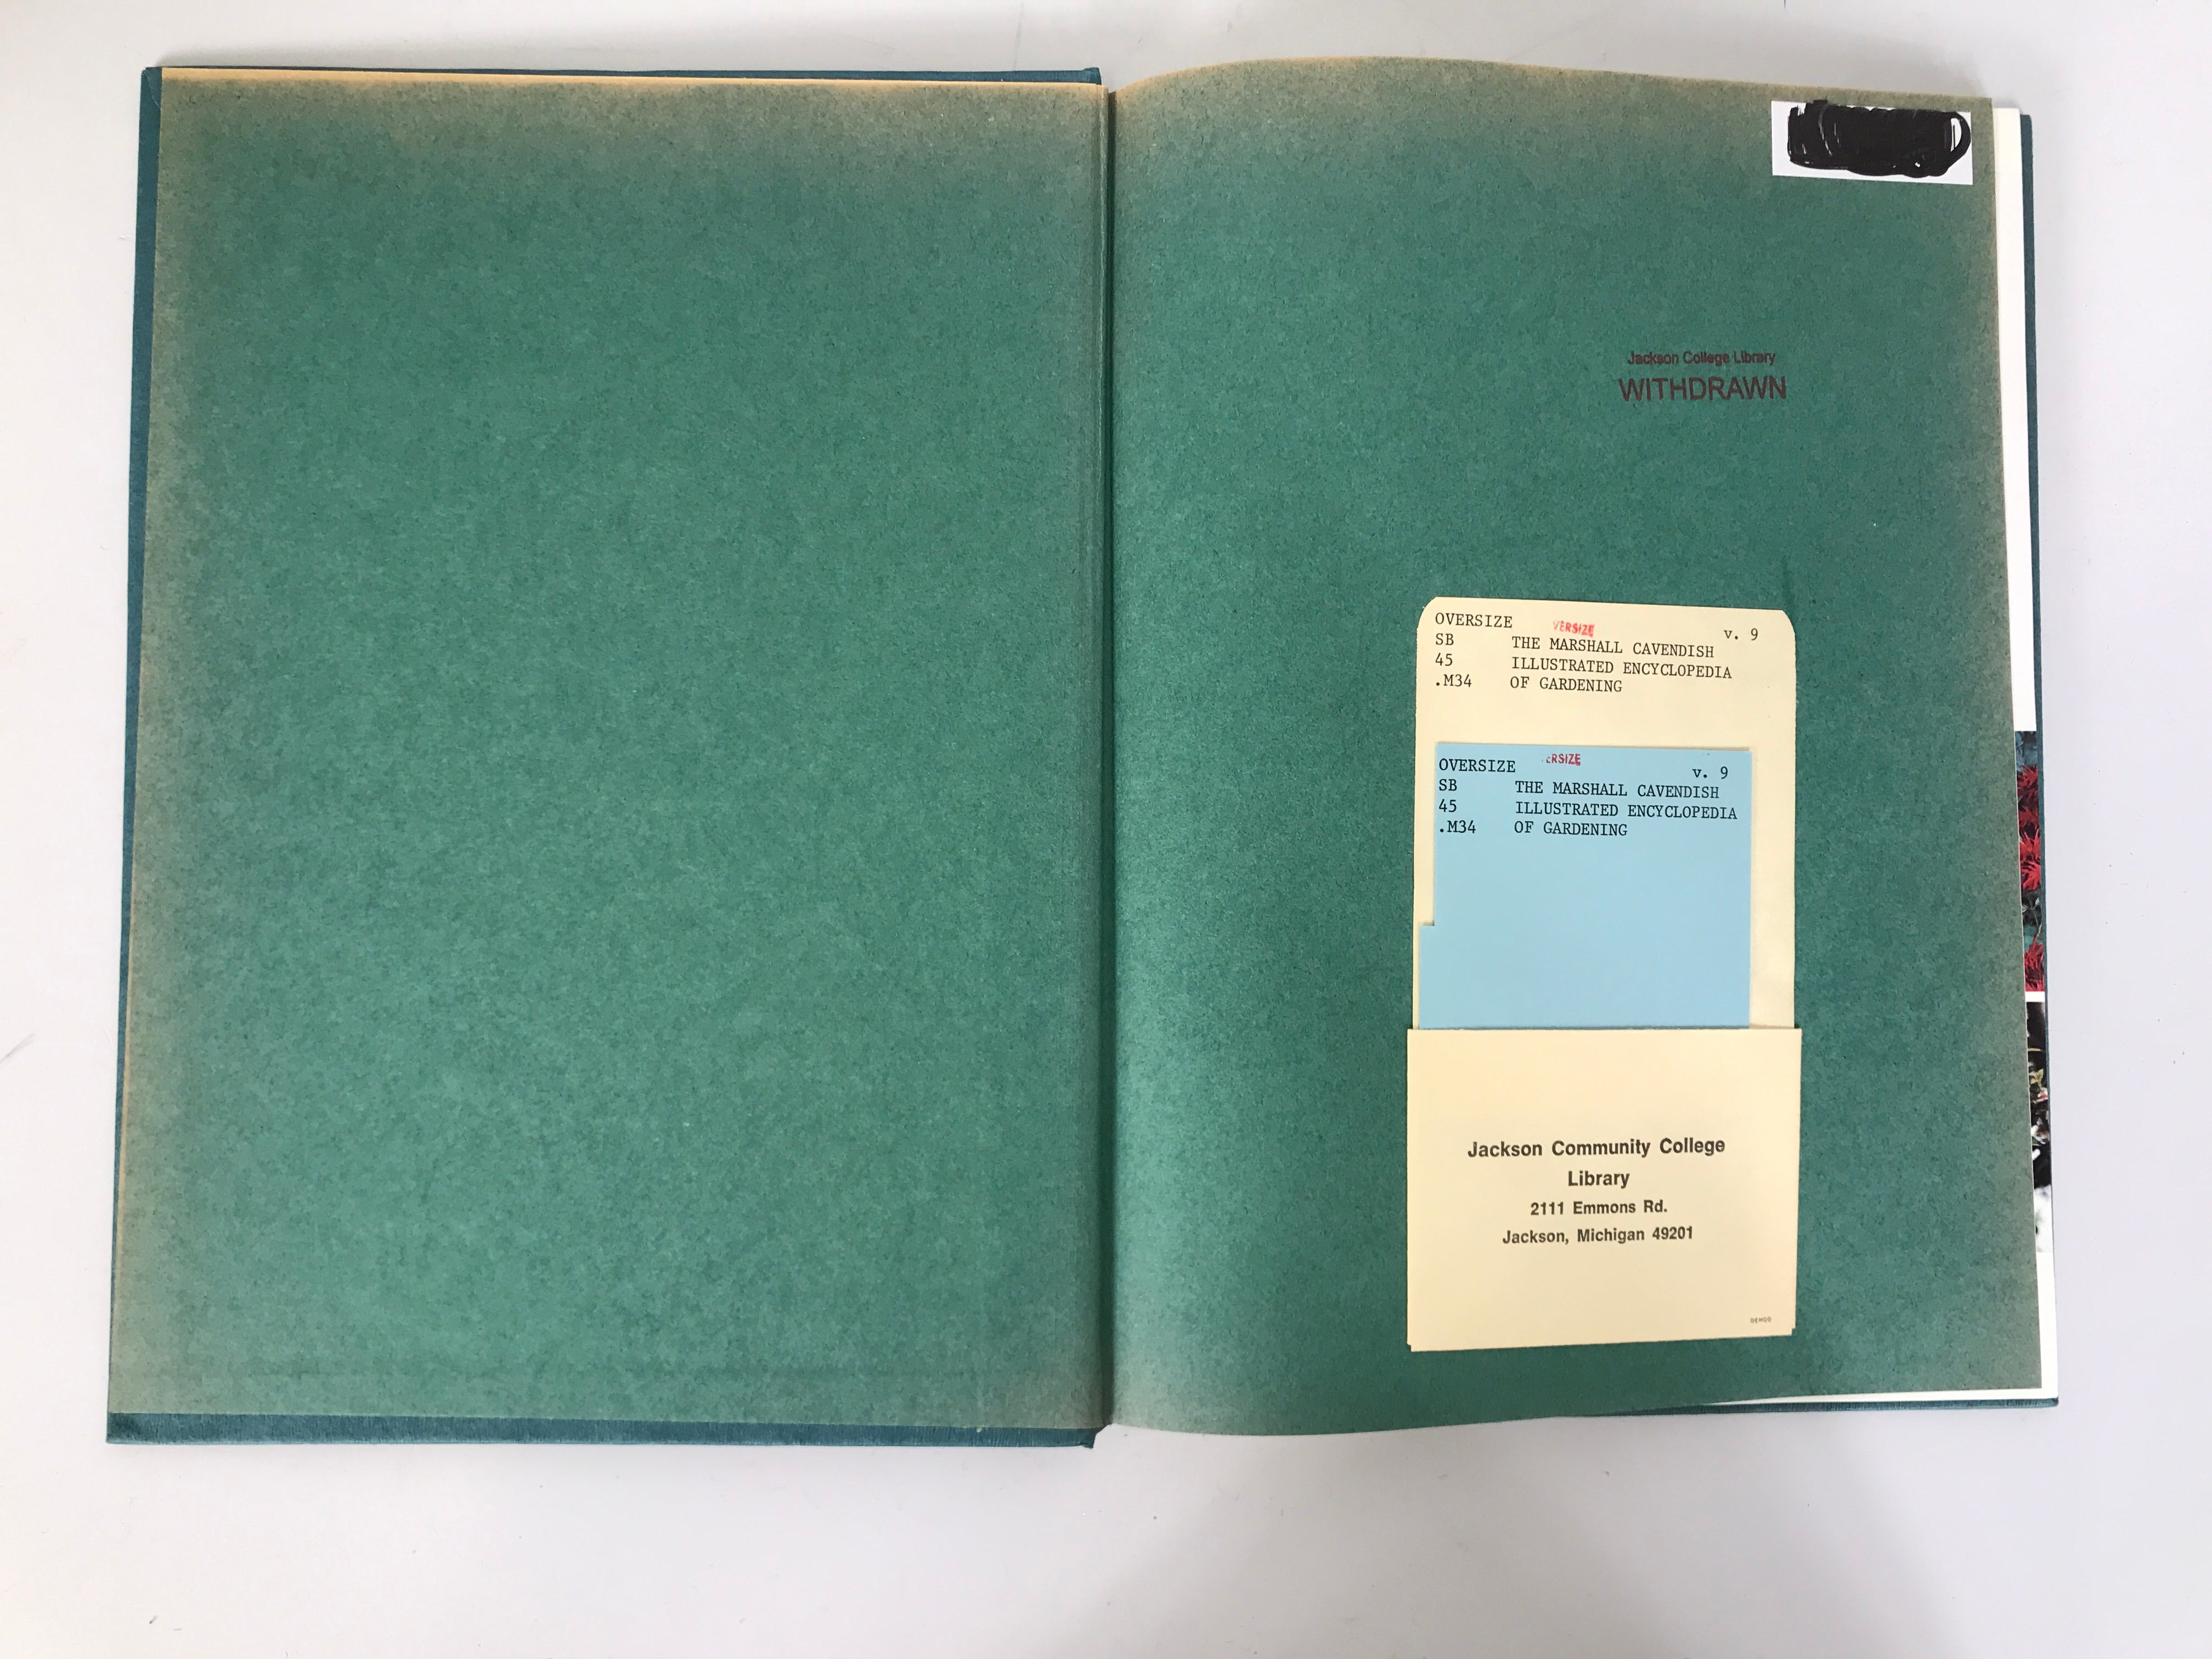 Jackson College Library
WITHDRAWN
OVERSIZE VERSIZE v. 9
SB THE MARSHALL CAVENDISH
45 ILLUSTRATED ENCYCLOPEDIA
.M34 OF GARDENING
OVERSIZE ERSIZE v. 9
SB THE MARSHALL CAVENDISH
45 ILLUSTRATED ENCYCLOPEDIA
.M34 OF GARDENING
Jackson Community College
Library
2111 Emmons Rd.
Jackson, Michigan 49201
DEMCO